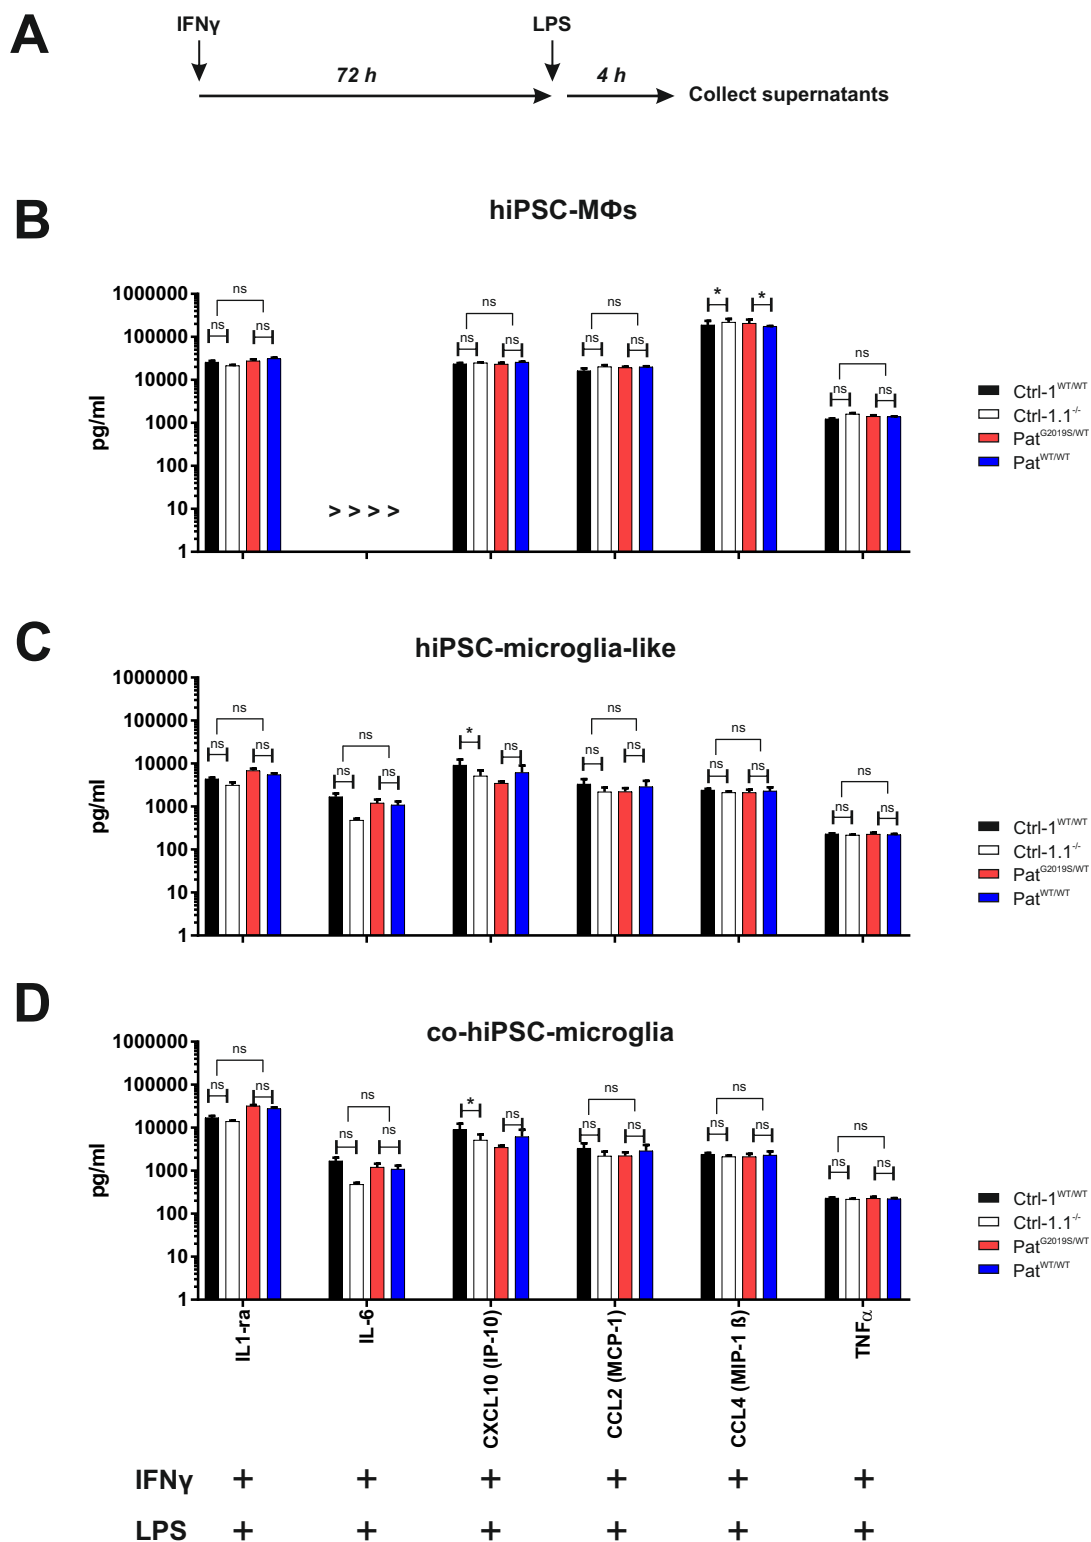 A
IFNγ
LPS
72 h
4 h
Collect supernatants
B
hiPSC-MΦs
1000000
100000
10000
1000
100
10
1
pg/ml
ns
ns
ns
> > > >
ns
ns
ns
ns
ns
ns
*
*
ns
ns
ns
Ctrl-1WT/WT
Ctrl-1.1-/-
PatG2019S/WT
PatWT/WT
C
hiPSC-microglia-like
1000000
100000
10000
1000
100
10
1
pg/ml
ns
ns
ns
ns
ns
ns
*
ns
ns
ns
ns
ns
ns
ns
ns
ns
ns
Ctrl-1WT/WT
Ctrl-1.1-/-
PatG2019S/WT
PatWT/WT
D
co-hiPSC-microglia
1000000
100000
10000
1000
100
10
1
pg/ml
ns
ns
ns
ns
ns
ns
*
ns
ns
ns
ns
ns
ns
ns
ns
ns
ns
Ctrl-1WT/WT
Ctrl-1.1-/-
PatG2019S/WT
PatWT/WT
IL1-ra
IL-6
CXCL10 (IP-10)
CCL2 (MCP-1)
CCL4 (MIP-1 ß)
TNFα
IFNγ + + + + + +
LPS + + + + + +